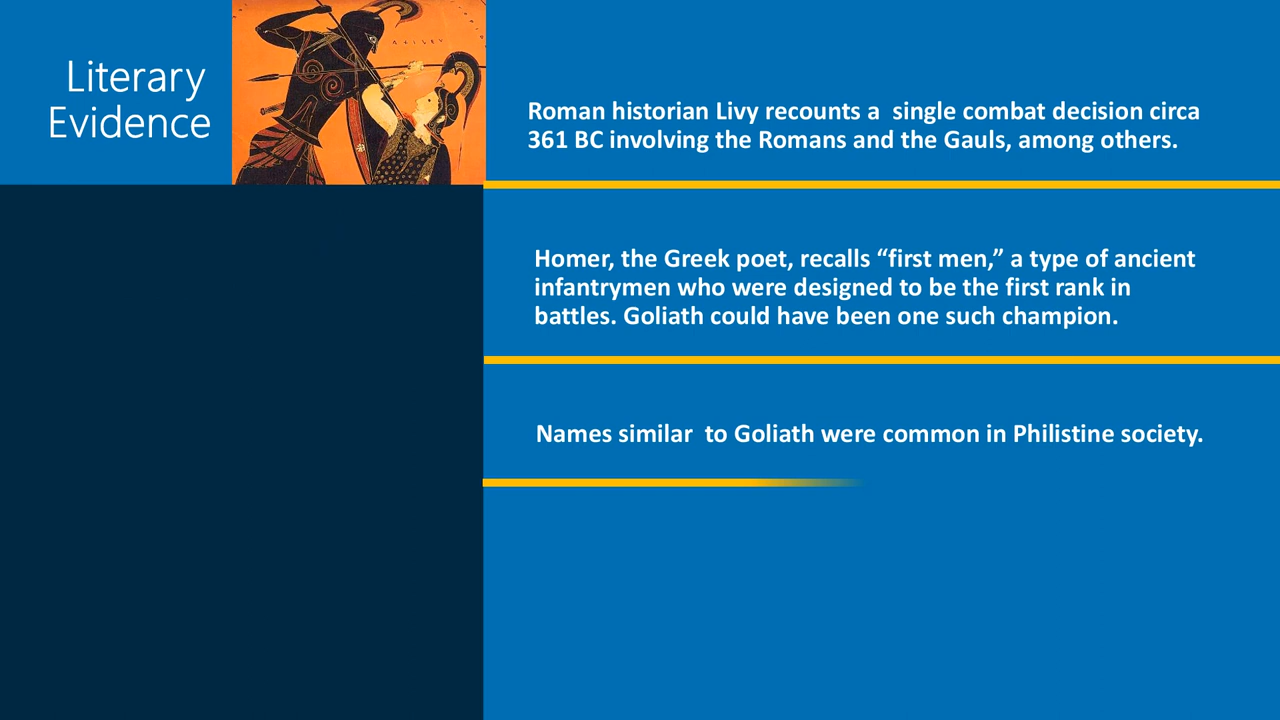 Literary
Evidence
Roman historian Livy recounts a  single combat decision circa
361 BC involving the Romans and the Gauls, among others.
Homer, the Greek poet, recalls “first men,” a type of ancient
infantrymen who were designed to be the first rank in
battles. Goliath could have been one such champion.
Names similar  to Goliath were common in Philistine society.